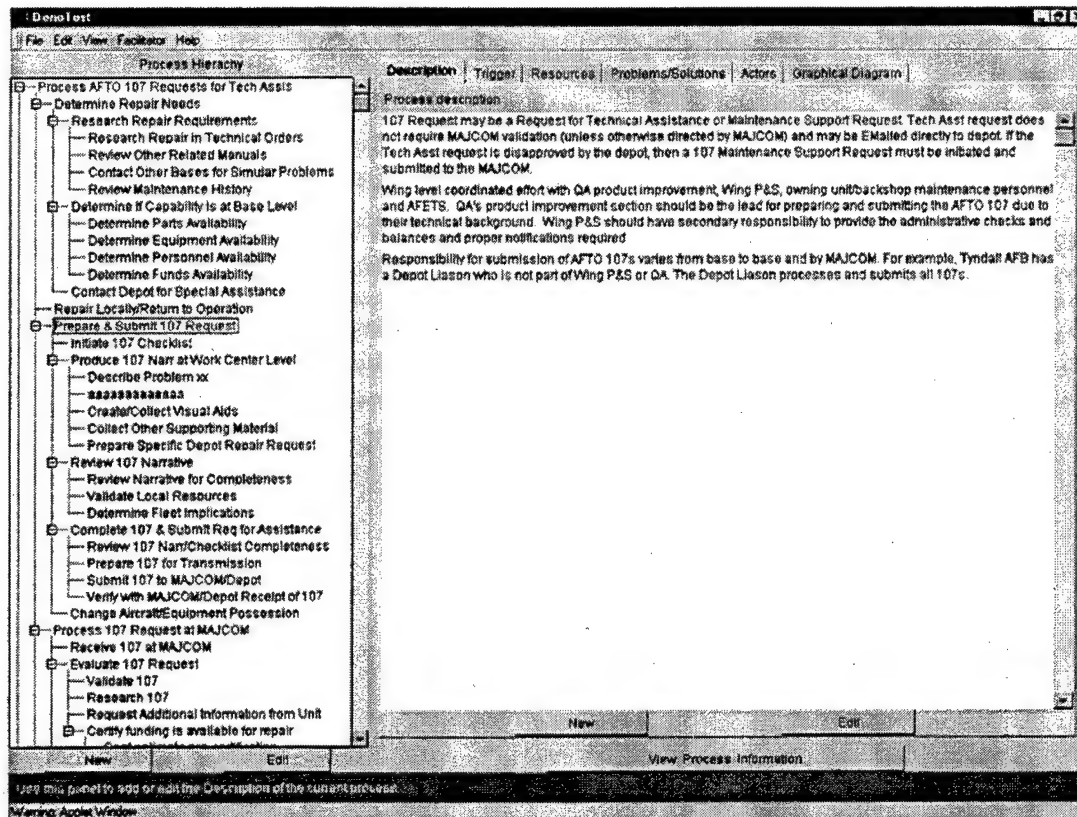 DemoTest
File Edit View Facilitator Help
Process Hierachy
Process AFTO 107 Requests for Tech Assis
Determine Repair Needs
Research Repair Requirements
Research Repair in Technical Orders
Review Other Related Manuals
Contact Other Bases for Simular Problems
Review Maintenance History
Determine if Capability is at Base Level
Determine Parts Availability
Determine Equipment Availability
Determine Personnel Availability
Determine Funds Availability
Contact Depot for Special Assistance
Repair Locally/Return to Operation
Prepare & Submit 107 Request
Initiate 107 Checklist
Produce 107 Narr at Work Center Level
Describe Problem xx
aaaaaaaaaaaaa
Create/Collect Visual Aids
Collect Other Supporting Material
Prepare Specific Depot Repair Request
Review 107 Narrative
Review Narrative for Completeness
Validate Local Resources
Determine Fleet Implications
Complete 107 & Submit Req for Assistance
Review 107 Narr/Checklist Completeness
Prepare 107 for Transmission
Submit 107 to MAJCOM/Depot
Verify with MAJCOM/Depot Receipt of 107
Change Aircraft/Equipment Possession
Process 107 Request at MAJCOM
Receive 107 at MAJCOM
Evaluate 107 Request
Validate 107
Research 107
Request Additional Information from Unit
Certify funding is available for repair
New Edit
Description Trigger Resources Problems/Solutions Actors Graphical Diagram
Process description
107 Request may be a Request for Technical Assistance or Maintenance Support Request. Tech Asst request does
not require MAJCOM validation (unless otherwise directed by MAJCOM) and may be EMailed directly to depot. If the
Tech Asst request is disapproved by the depot, then a 107 Maintenance Support Request must be initiated and
submitted to the MAJCOM.
Wing level coordinated effort with QA product improvement, Wing P&S, owning unit/backshop maintenance personnel
and AFETS. QA's product improvement section should be the lead for preparing and submitting the AFTO 107 due to
their technical background. Wing P&S should have secondary responsibility to provide the administrative checks and
balances and proper notifications required
Responsibility for submission of AFTO 107s varies from base to base and by MAJCOM. For example, Tyndall AFB has
a Depot Liason who is not part of Wing P&S or QA. The Depot Liason processes and submits all 107s.
New Edit
View Process Information
Use this panel to add or edit the Description of the current process.
Warning: Applet Window